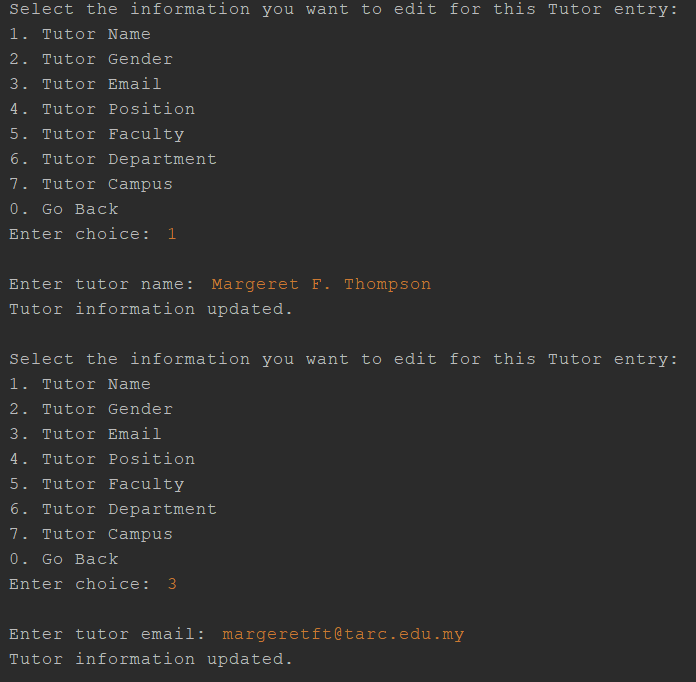 Select the information you want to edit for this Tutor entry:
1. Tutor Name
2. Tutor Gender
3. Tutor Email
4. Tutor Position
5. Tutor Faculty
6. Tutor Department
7. Tutor Campus
0. Go Back
Enter choice: 1
Enter tutor name: Margeret F. Thompson
Tutor information updated.
Select the information you want to edit for this Tutor entry:
1. Tutor Name
2. Tutor Gender
3. Tutor Email
4. Tutor Position
5. Tutor Faculty
6. Tutor Department
7. Tutor Campus
0. Go Back
Enter choice: 3
Enter tutor email: margeretft@tarc.edu.my
Tutor information updated.